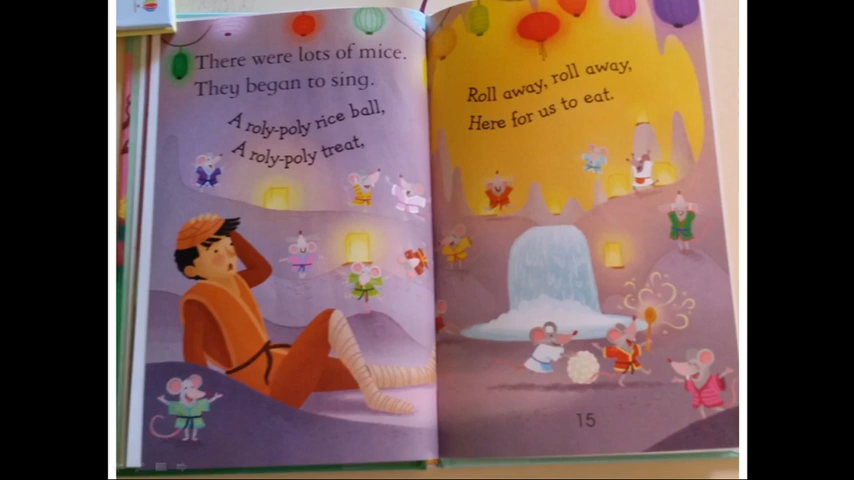 There were lots of mice.
They began to sing.
A roly-poly rice ball,
A roly-poly treat,
Roll away, roll away,
Here for us to eat.
15